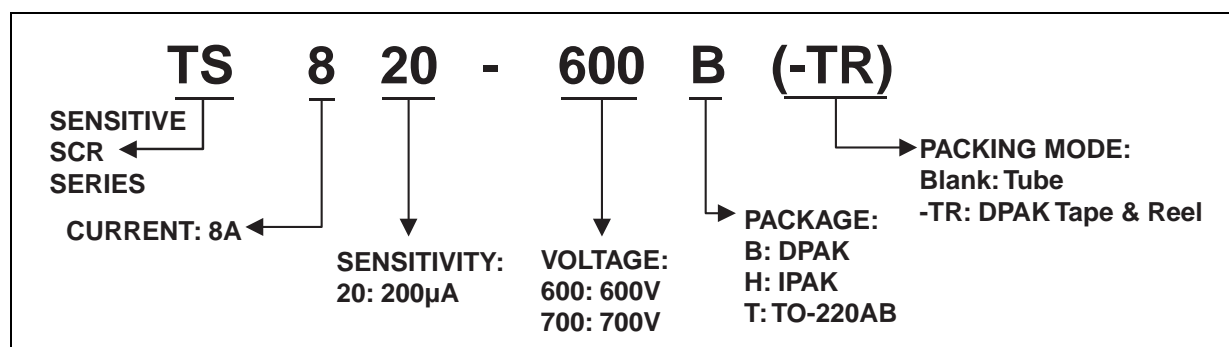 TS 8 20 - 600 B (-TR)
SENSITIVE
SCR
SERIES
CURRENT: 8A
SENSITIVITY:
20: 200µA
VOLTAGE:
600: 600V
700: 700V
PACKAGE:
B: DPAK
H: IPAK
T: TO-220AB
PACKING MODE:
Blank: Tube
-TR: DPAK Tape & Reel